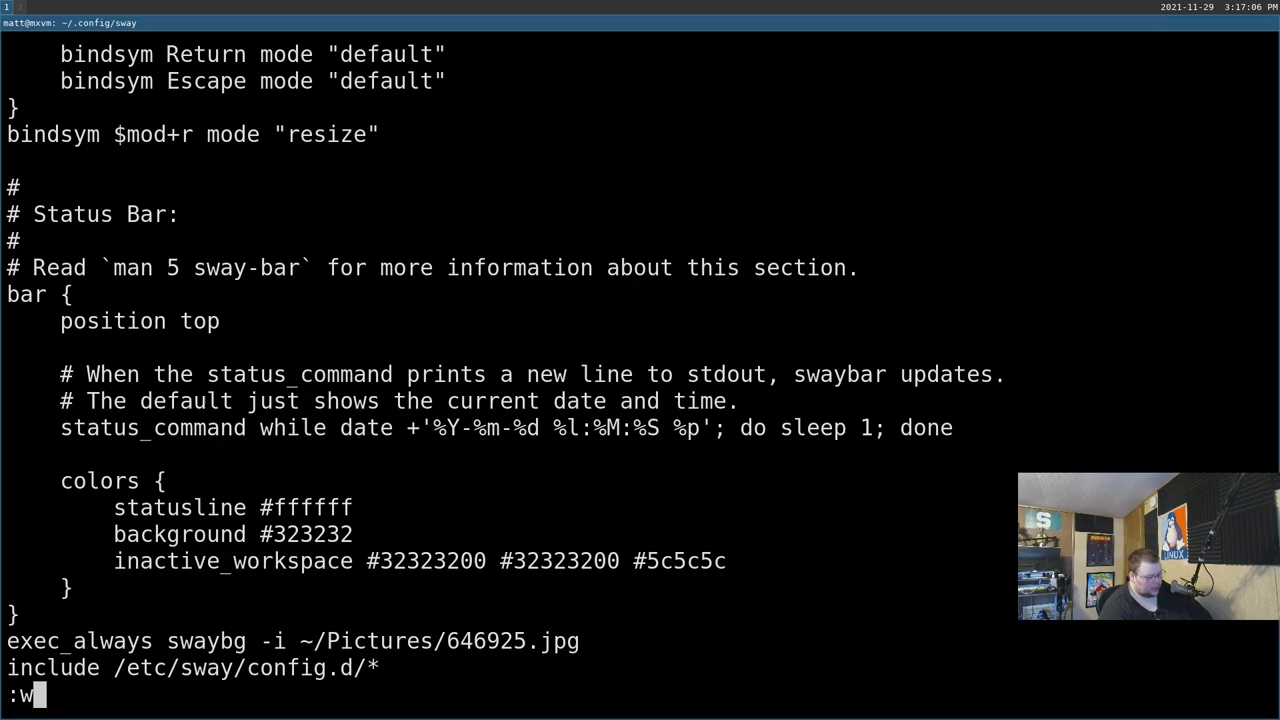 1 2 2021-11-29 3:17:06 PM
matt@mxvm: ~/.config/sway
bindsym Return mode "default"
bindsym Escape mode "default"
}
bindsym $mod+r mode "resize"
#
# Status Bar:
#
# Read `man 5 sway-bar` for more information about this section.
bar {
position top
# When the status_command prints a new line to stdout, swaybar updates.
# The default just shows the current date and time.
status_command while date +'%Y-%m-%d %l:%M:%S %p'; do sleep 1; done
colors {
statusline #ffffff
background #323232
inactive_workspace #32323200 #32323200 #5c5c5c
}
}
S
LINUX
exec_always swaybg -i ~/Pictures/646925.jpg
include /etc/sway/config.d/*
:w